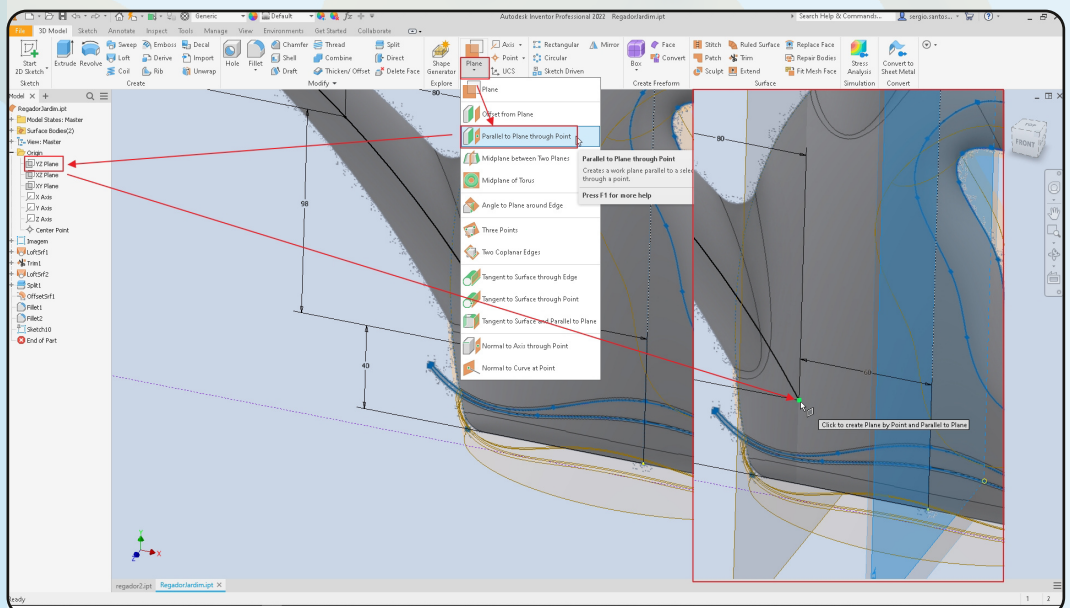 Generic
Default
fx
Autodesk Inventor Professional 2022 RegadorJardim.ipt
Search Help & Commands...
sergio.santos...
File 3D Model Sketch Annotate Inspect Tools Manage View Environments Get Started Collaborate
Start
2D Sketch
Sketch
Extrude
Revolve
Sweep
Emboss
Decal
Loft
Derive
Import
Coil
Rib
Unwrap
Create
Hole
Fillet
Chamfer
Thread
Split
Shell
Combine
Direct
Draft
Thicken/ Offset
Delete Face
Modify
Shape
Generator
Explore
Plane
Axis
Point
UCS
Rectangular
Circular
Sketch Driven
Mirror
Box
Face
Convert
Create Freeform
Stitch
Ruled Surface
Replace Face
Patch
Trim
Repair Bodies
Sculpt
Extend
Fit Mesh Face
Surface
Stress
Analysis
Simulation
Convert to
Sheet Metal
Convert
Model
RegadorJardim.ipt
Model States: Master
Surface Bodies(2)
View: Master
Origin
YZ Plane
XZ Plane
XY Plane
X Axis
Y Axis
Z Axis
Center Point
Imagem
LoftSrf1
Trim1
LoftSrf2
Split1
OffsetSrf1
Fillet1
Fillet2
Sketch10
End of Part
Plane
Offset from Plane
Parallel to Plane through Point
Midplane between Two Planes
Midplane of Torus
Angle to Plane around Edge
Three Points
Two Coplanar Edges
Tangent to Surface through Edge
Tangent to Surface through Point
Tangent to Surface and Parallel to Plane
Normal to Axis through Point
Normal to Curve at Point
Parallel to Plane through Point
Creates a work plane parallel to a sele
through a point.
Press F1 for more help
80
98
40
80
60
Click to create Plane by Point and Parallel to Plane
TOP
FRONT
Y
X
Z
regador2.ipt
RegadorJardim.ipt
Ready
1 2